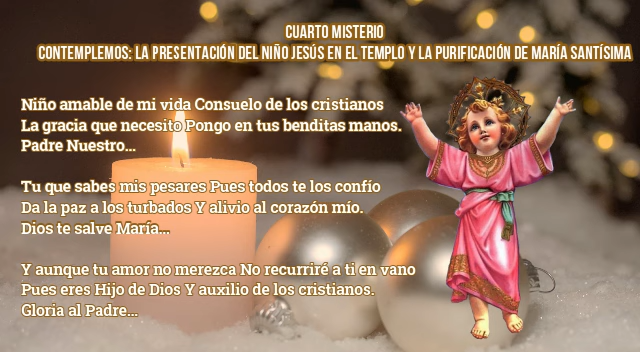 CUARTO MISTERIO
CONTEMPLEMOS: LA PRESENTACIÓN DEL NIÑO JESÚS EN EL TEMPLO Y LA PURIFICACIÓN DE MARÍA SANTÍSIMA
Niño amable de mi vida Consuelo de los cristianos
La gracia que necesito Pongo en tus benditas manos.
Padre Nuestro...
Tu que sabes mis pesares Pues todos te los confío
Da la paz a los turbados Y alivio al corazón mío.
Dios te salve María...
Y aunque tu amor no merezca No recurriré a ti en vano
Pues eres Hijo de Dios Y auxilio de los cristianos.
Gloria al Padre...